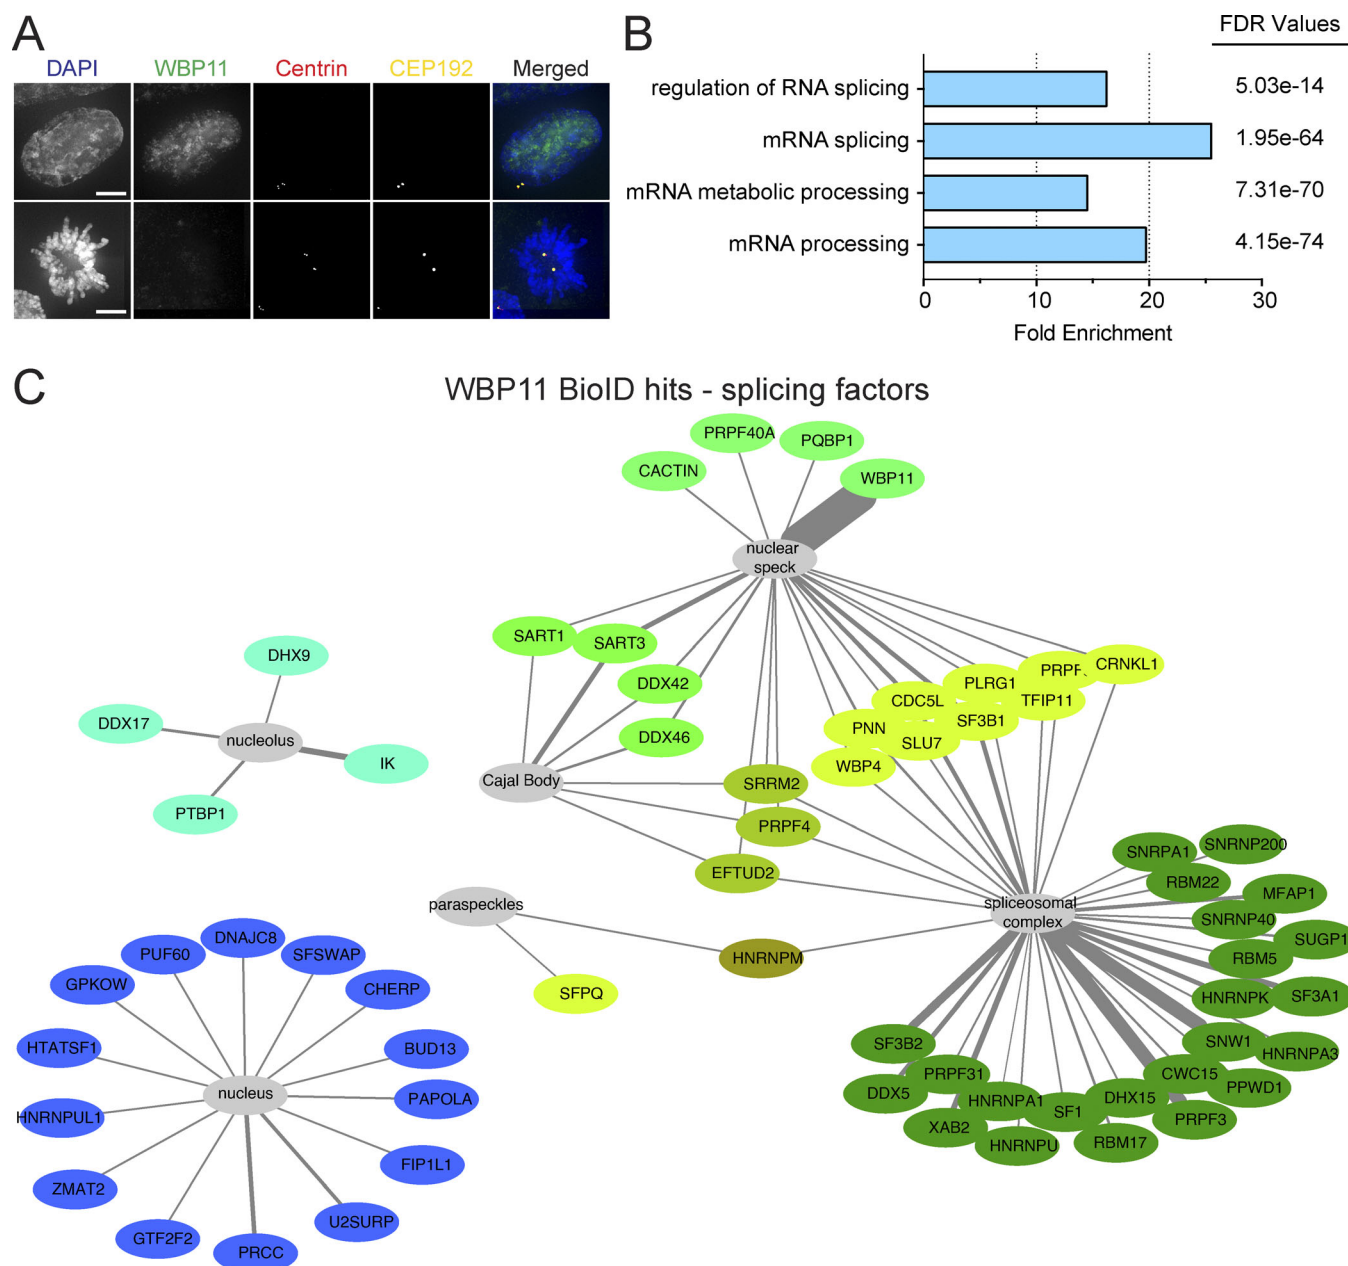 A
DAPI WBP11 Centrin CEP192 Merged
B
FDR Values
regulation of RNA splicing 5.03e-14
mRNA splicing 1.95e-64
mRNA metabolic processing 7.31e-70
mRNA processing 4.15e-74
0 10 20 30
Fold Enrichment
C
WBP11 BioID hits - splicing factors
PRPF40A
PQBP1
CACTIN
WBP11
nuclear
speck
SART1
SART3
DDX42
DDX46
Cajal Body
CRNKL1
PLRG1
TFIP11
CDC5L
SF3B1
PNN
SLU7
WBP4
SRRM2
PRPF4
EFTUD2
DHX9
DDX17
nucleolus
IK
PTBP1
paraspeckles
HNRNPM
SFPQ
spliceosomal
complex
SNRPA1
SNRNP200
RBM22
MFAP1
SNRNP40
SUGP1
RBM5
HNRNPK
SF3A1
SNW1
HNRNPA3
CWC15
PPWD1
PRPF3
DHX15
RBM17
SF1
HNRNPU
HNRNPA1
XAB2
PRPF31
DDX5
SF3B2
DNAJC8
PUF60
SFSWAP
GPKOW
CHERP
HTATSF1
BUD13
nucleus
PAPOLA
HNRNPUL1
FIP1L1
ZMAT2
U2SURP
GTF2F2
PRCC